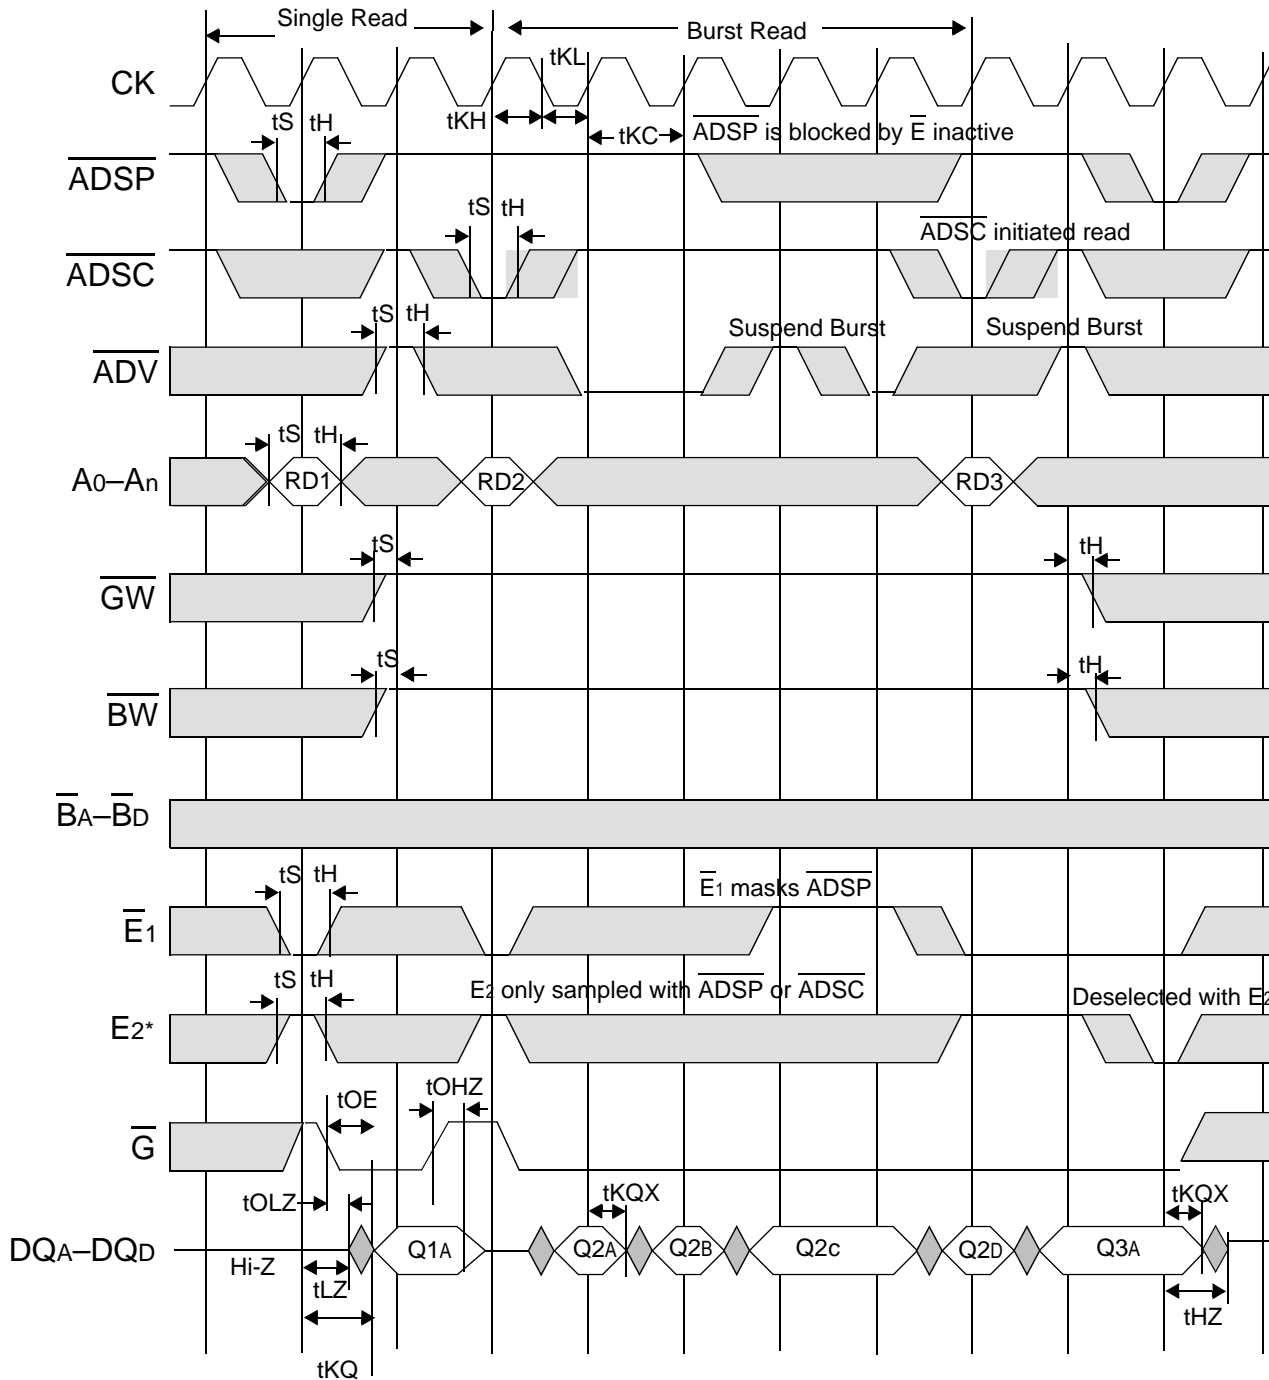 Single Read
Burst Read
CK
tKL
tKH
tKC
ADSP is blocked by E inactive
tS
tH
ADSP
tS
tH
ADSC initiated read
ADSC
tS
tH
Suspend Burst
Suspend Burst
ADV
tS
tH
A0–An
RD1
RD2
RD3
tS
tH
GW
tS
tH
BW
BA–BD
tS
tH
E1 masks ADSP
E1
tS
tH
E2 only sampled with ADSP or ADSC
Deselected with E2
E2*
tOE
tOHZ
G
tOLZ
tKQX
tKQX
DQA–DQD
Hi-Z
Q1A
Q2A
Q2B
Q2c
Q2D
Q3A
tLZ
tHZ
tKQ